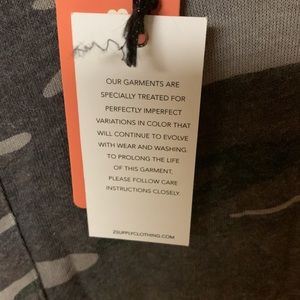 OUR GARMENTS ARE
SPECIALLY TREATED FOR
PERFECTLY IMPERFECT
VARIATIONS IN COLOR THAT
WILL CONTINUE TO EVOLVE
WITH WEAR AND WASHING.
TO PROLONG THE LIFE
OF THIS GARMENT,
PLEASE FOLLOW CARE
INSTRUCTIONS CLOSELY.
ZSUPPLYCLOTHING.COM